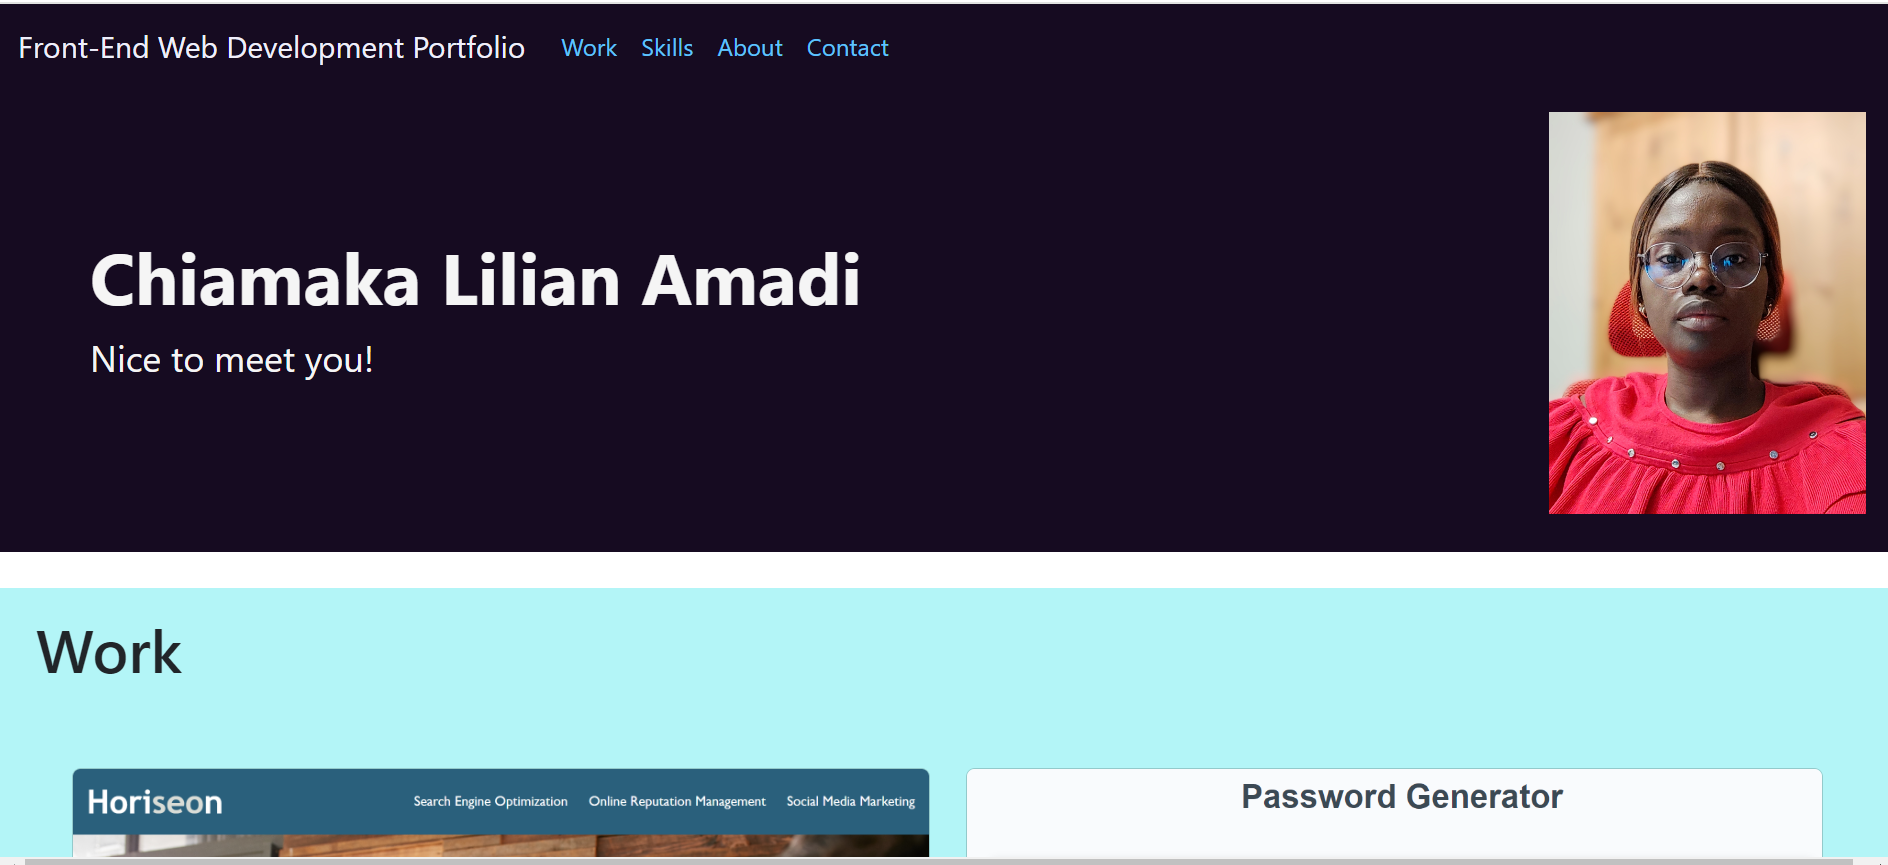 Front-End Web Development Portfolio Work Skills About Contact
Chiamaka Lilian Amadi
Nice to meet you!
Work
Horiseon Search Engine Optimization Online Reputation Management Social Media Marketing
Password Generator